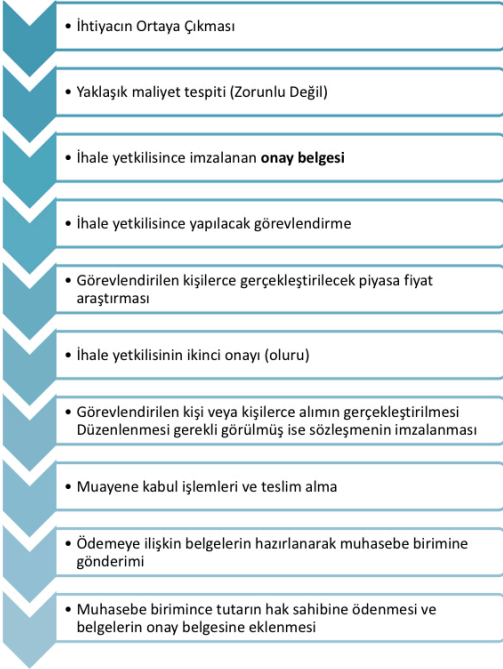 • İhtiyacın Ortaya Çıkması
• Yaklaşık maliyet tespiti (Zorunlu Değil)
• İhale yetkilisince imzalanan onay belgesi
• İhale yetkilisince yapılacak görevlendirme
• Görevlendirilen kişilerce gerçekleştirilecek piyasa fiyat
araştırması
• İhale yetkilisinin ikinci onayı (oluru)
• Görevlendirilen kişi veya kişilerce alımın gerçekleştirilmesi
Düzenlenmesi gerekli görülmüş ise sözleşmenin imzalanması
• Muayene kabul işlemleri ve teslim alma
• Ödemeye ilişkin belgelerin hazırlanarak muhasebe birimine
gönderimi
• Muhasebe birimince tutarın hak sahibine ödenmesi ve
belgelerin onay belgesine eklenmesi